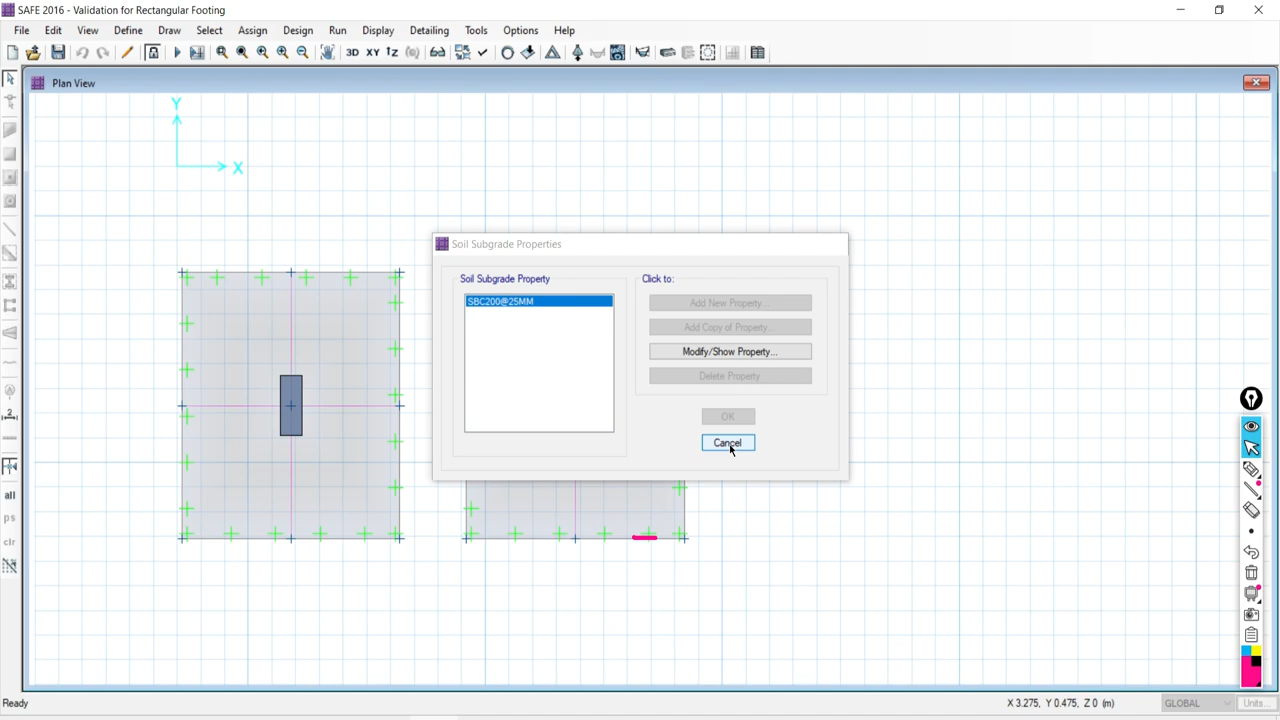 SAFE 2016 - Validation for Rectangular Footing
File Edit View Define Draw Select Assign Design Run Display Detailing Tools Options Help
3D XY
Plan View
Y
X
Soil Subgrade Properties
Soil Subgrade Property
Click to:
SBC200@25MM
Add New Property...
Add Copy of Property...
Modify/Show Property...
Delete Property
OK
Cancel
all
ps
clr
Ready
X 3.275, Y 0.475, Z 0 (m)
GLOBAL
Units...